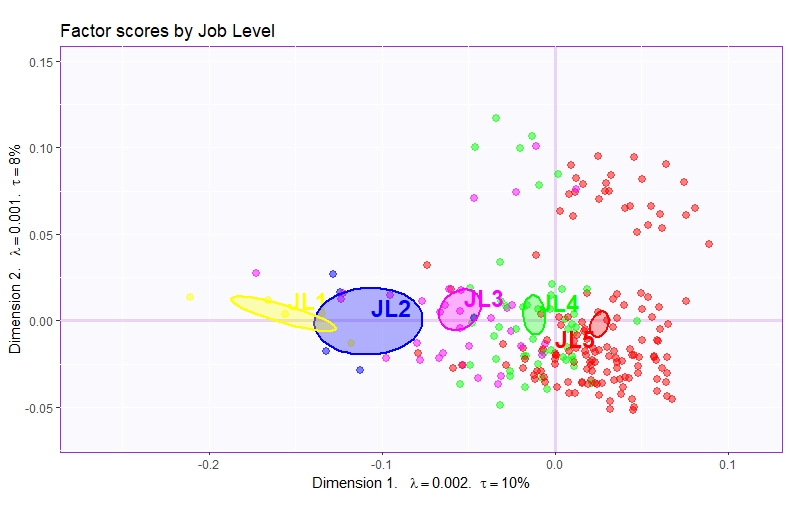 Factor scores by Job Level
0.15
0.10
0.05
0.00
-0.05
Dimension 2. λ = 0.001. τ = 8%
JL1
JL2
JL3
JL4
JL5
-0.2
-0.1
0.0
0.1
Dimension 1. λ = 0.002. τ = 10%